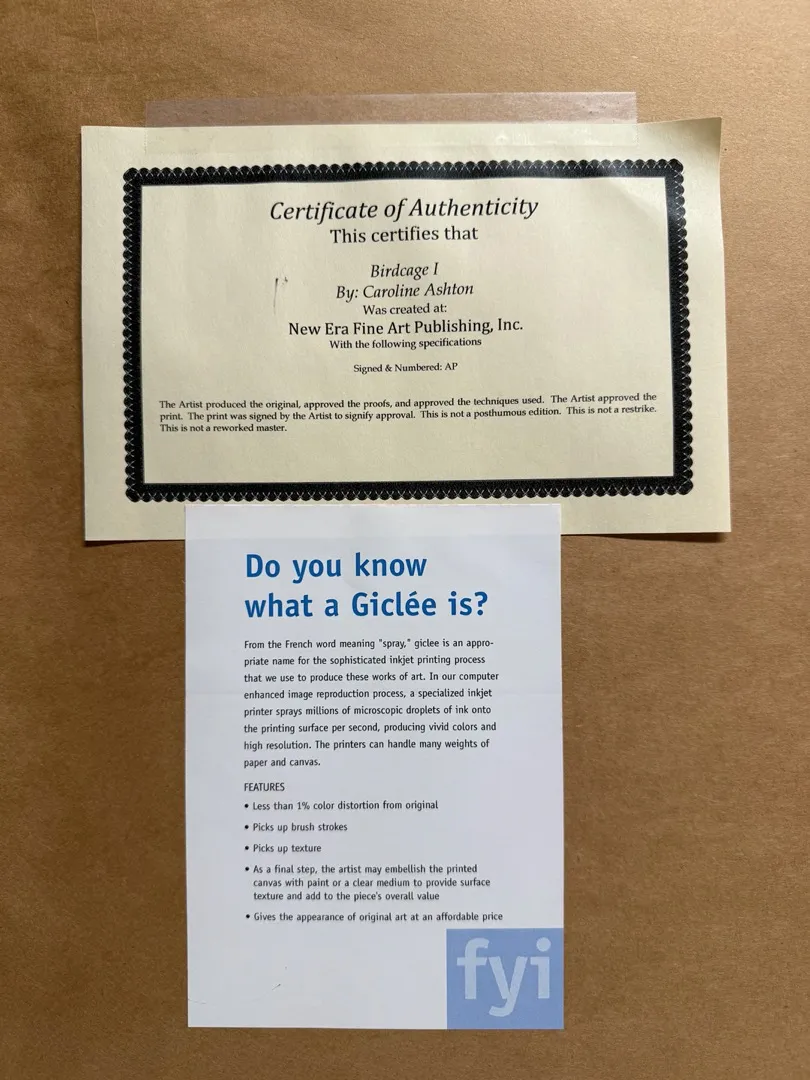 Certificate of Authenticity
This certifies that
Birdcage I
By: Caroline Ashton
Was created at:
New Era Fine Art Publishing, Inc.
With the following specifications
Signed & Numbered: AP
The Artist produced the original, approved the proofs, and approved the techniques used. The Artist approved the
print. The print was signed by the Artist to signify approval. This is not a posthumous edition. This is not a restrike.
This is not a reworked master.
Do you know
what a Giclée is?
From the French word meaning "spray," giclee is an appro-
priate name for the sophisticated inkjet printing process
that we use to produce these works of art. In our computer
enhanced image reproduction process, a specialized inkjet
printer sprays millions of microscopic droplets of ink onto
the printing surface per second, producing vivid colors and
high resolution. The printers can handle many weights of
paper and canvas.
FEATURES
• Less than 1% color distortion from original
• Picks up brush strokes
• Picks up texture
• As a final step, the artist may embellish the printed
canvas with paint or a clear medium to provide surface
texture and add to the piece's overall value
• Gives the appearance of original art at an affordable price
fyi